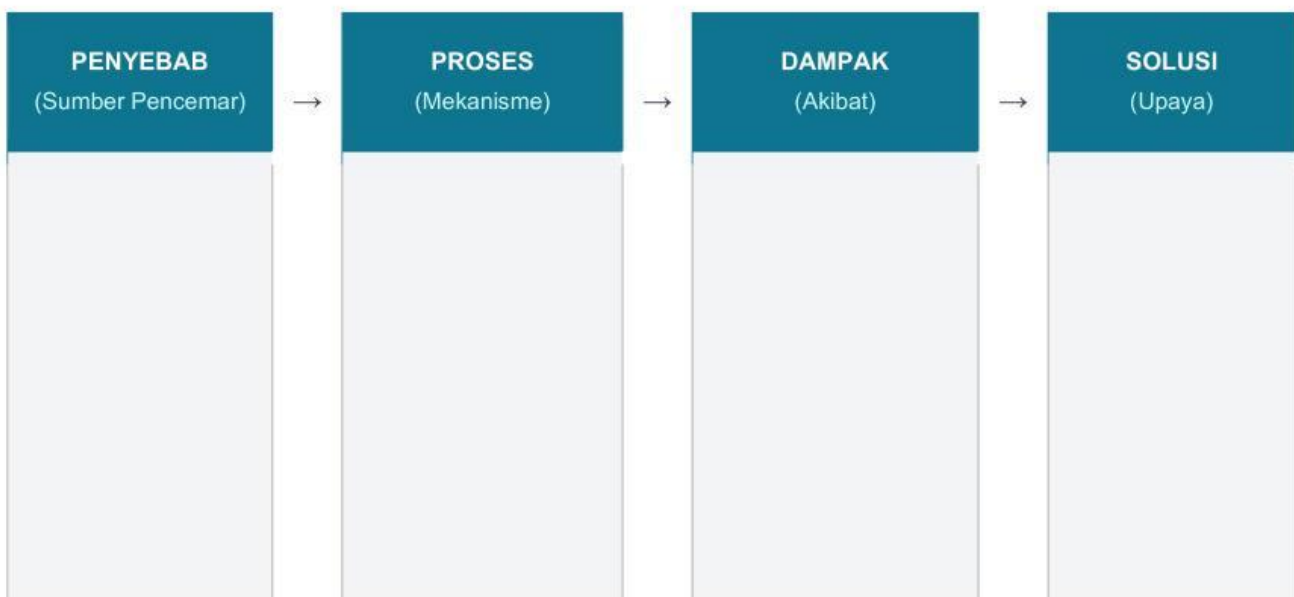 PENYEBAB
(Sumber Pencemar)
→
PROSES
(Mekanisme)
→
DAMPAK
(Akibat)
→
SOLUSI
(Upaya)